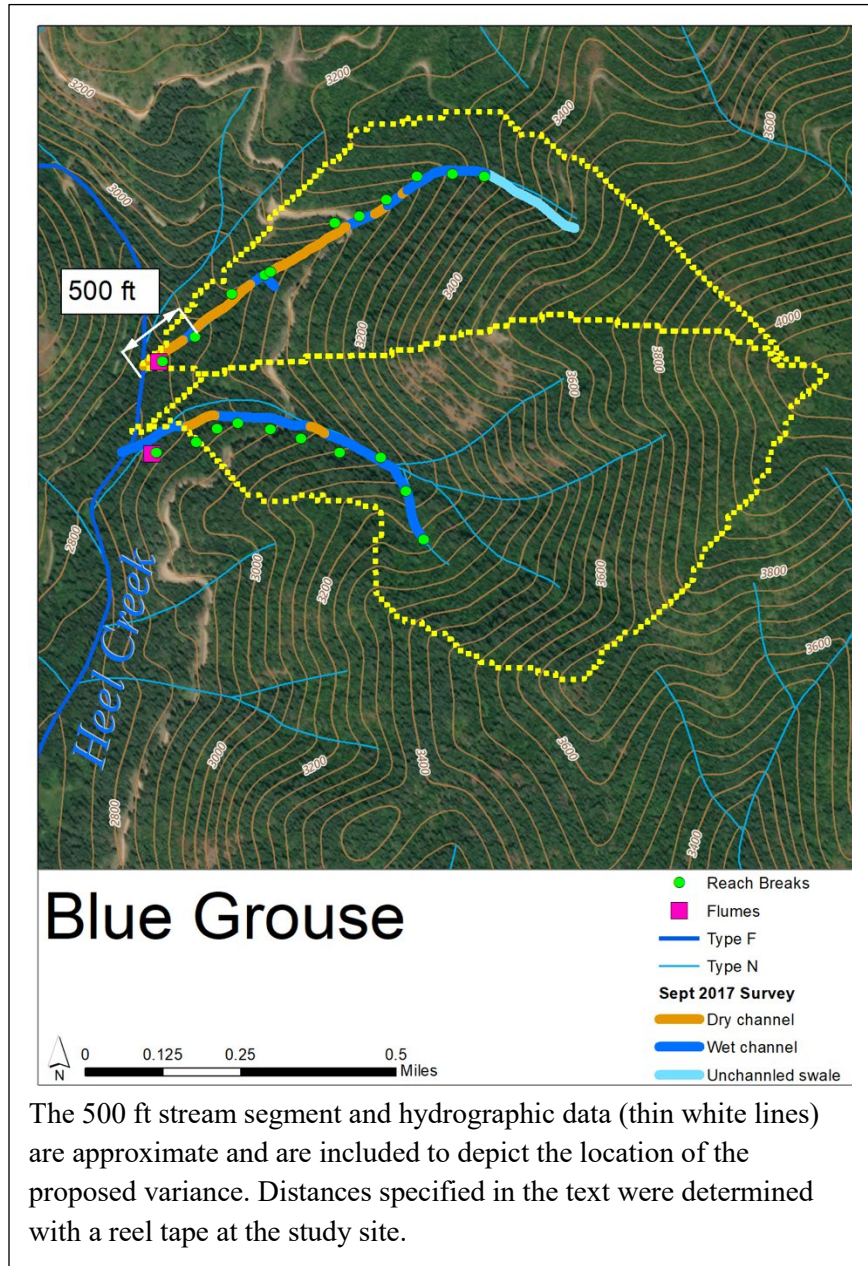 3200
3200
3400
3600
3000
500 ft
3400
3200
4000
3800
3600
2800
3000
3200
3600
3800
3600
Heel Creek
3000
3200
3400
3600
2800
3400
Blue Grouse
Reach Breaks
Flumes
Type F
Type N
Sept 2017 Survey
Dry channel
Wet channel
Unchannled swale
N
0 0.125 0.25 0.5
Miles
The 500 ft stream segment and hydrographic data (thin white lines)
are approximate and are included to depict the location of the
proposed variance. Distances specified in the text were determined
with a reel tape at the study site.